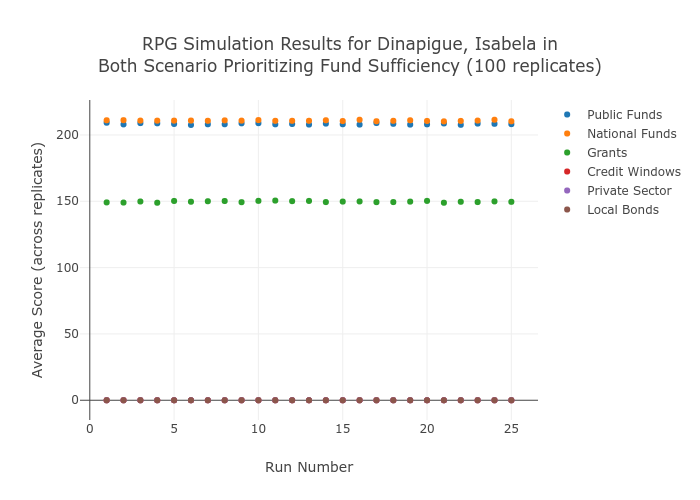 RPG Simulation Results for Dinapigue, Isabela in
Both Scenario Prioritizing Fund Sufficiency (100 replicates)
Public Funds
National Funds
Grants
Credit Windows
Private Sector
Local Bonds
Average Score (across replicates)
200
150
100
50
0
0
5
10
15
20
25
Run Number